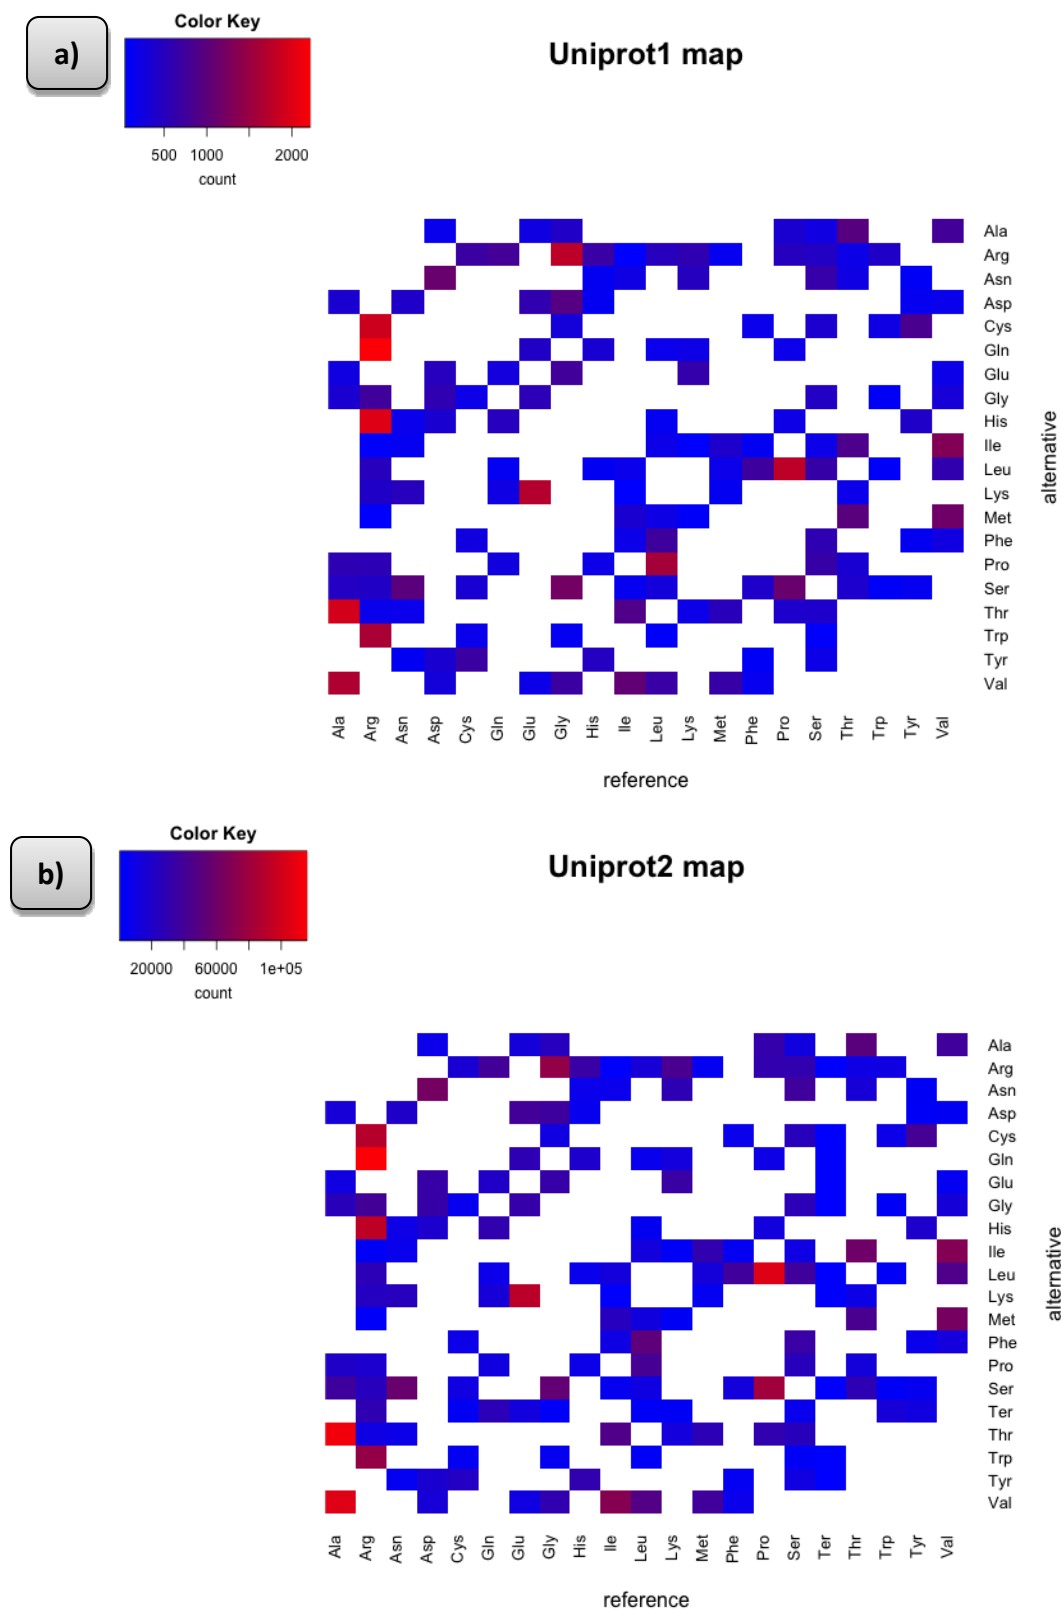 a)
Color Key
Uniprot1 map
500 1000 2000
count
Ala
Arg
Asn
Asp
Cys
Gln
Glu
Gly
His
Ile
Leu
Lys
Met
Phe
Pro
Ser
Thr
Trp
Tyr
Val
alternative
Ala Arg Asn Asp Cys Gln Glu Gly His Ile Leu Lys Met Phe Pro Ser Thr Trp Tyr Val
reference
b)
Color Key
Uniprot2 map
20000 60000 1e+05
count
Ala
Arg
Asn
Asp
Cys
Gln
Glu
Gly
His
Ile
Leu
Lys
Met
Phe
Pro
Ser
Ter
Thr
Trp
Tyr
Val
alternative
Ala Arg Asn Asp Cys Gln Glu Gly His Ile Leu Lys Met Phe Pro Ser Ter Thr Trp Tyr Val
reference